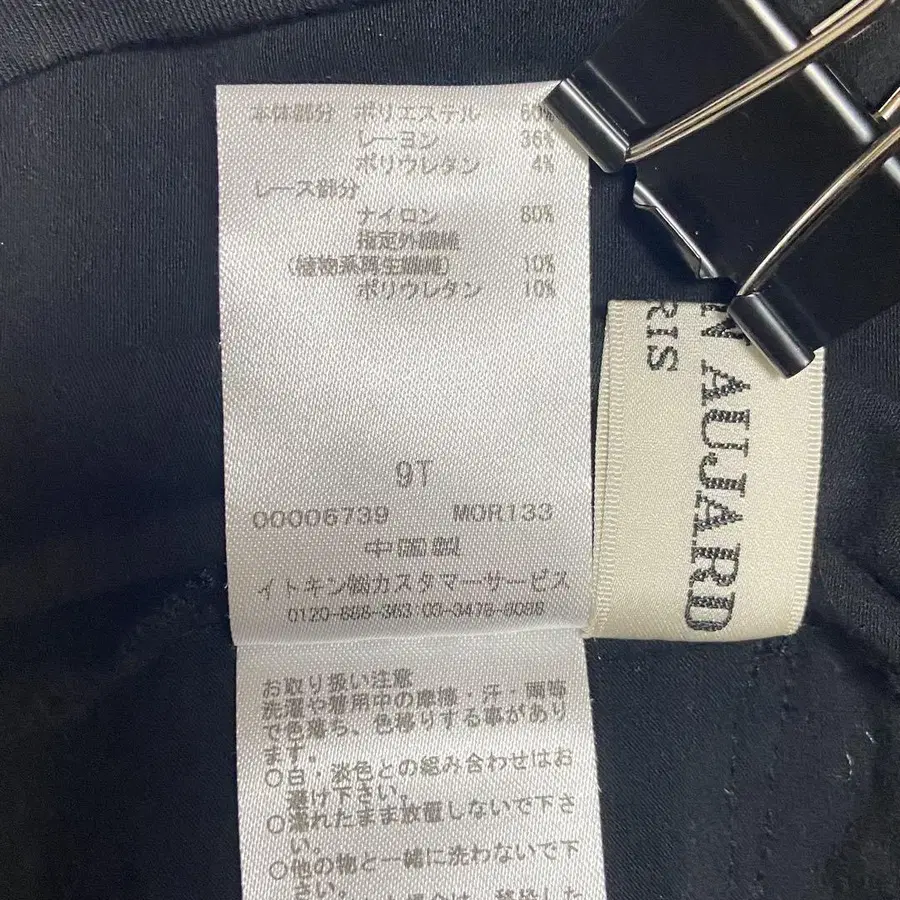 本体部分 ポリエステル 60%
レーヨン 36%
ポリウレタン 4%
レース部分
ナイロン 80%
指定外繊維
(植物系再生繊維) 10%
ポリウレタン 10%
9T
00006739 MOR133
中国製
イトキン㈱カスタマーサービス
0120-888-363 03-3478-8088
お取り扱い注意
洗濯や着用中の摩擦・汗・雨等
で色落ち、色移りする事があり
ます。
○白・淡色との組み合わせはお
避け下さい。
○濡れたまま放置しないで下さ
い。
○他の物と一緒に洗わないで下
さい。
N AUJARD
RIS